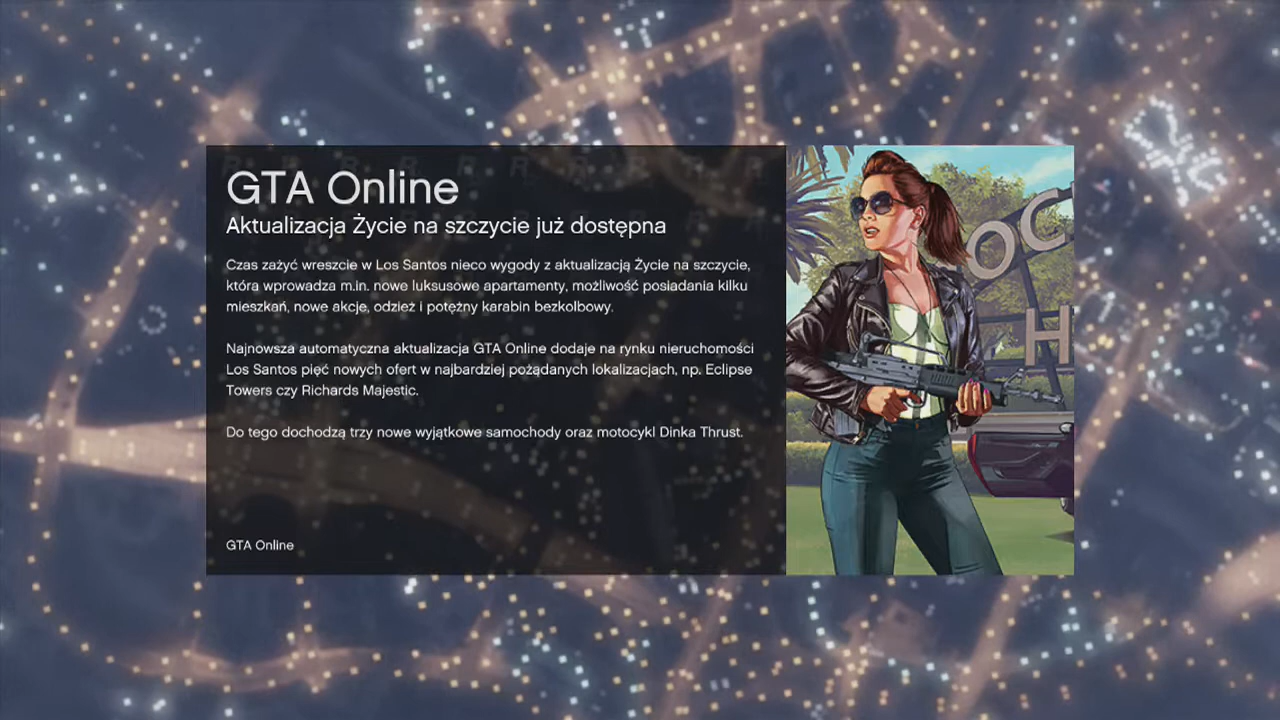 GTA Online
Aktualizacja Życie na szczycie już dostępna
Czas zażyć wreszcie w Los Santos nieco wygody z aktualizacją Życie na szczycie,
która wprowadza m.in. nowe luksusowe apartamenty, możliwość posiadania kilku
mieszkań, nowe akcje, odzież i potężny karabin bezkolbowy.
Najnowsza automatyczna aktualizacja GTA Online dodaje na rynku nieruchomości
Los Santos pięć nowych ofert w najbardziej pożądanych lokalizacjach, np. Eclipse
Towers czy Richards Majestic.
Do tego dochodzą trzy nowe wyjątkowe samochody oraz motocykl Dinka Thrust.
GTA Online
OC
H